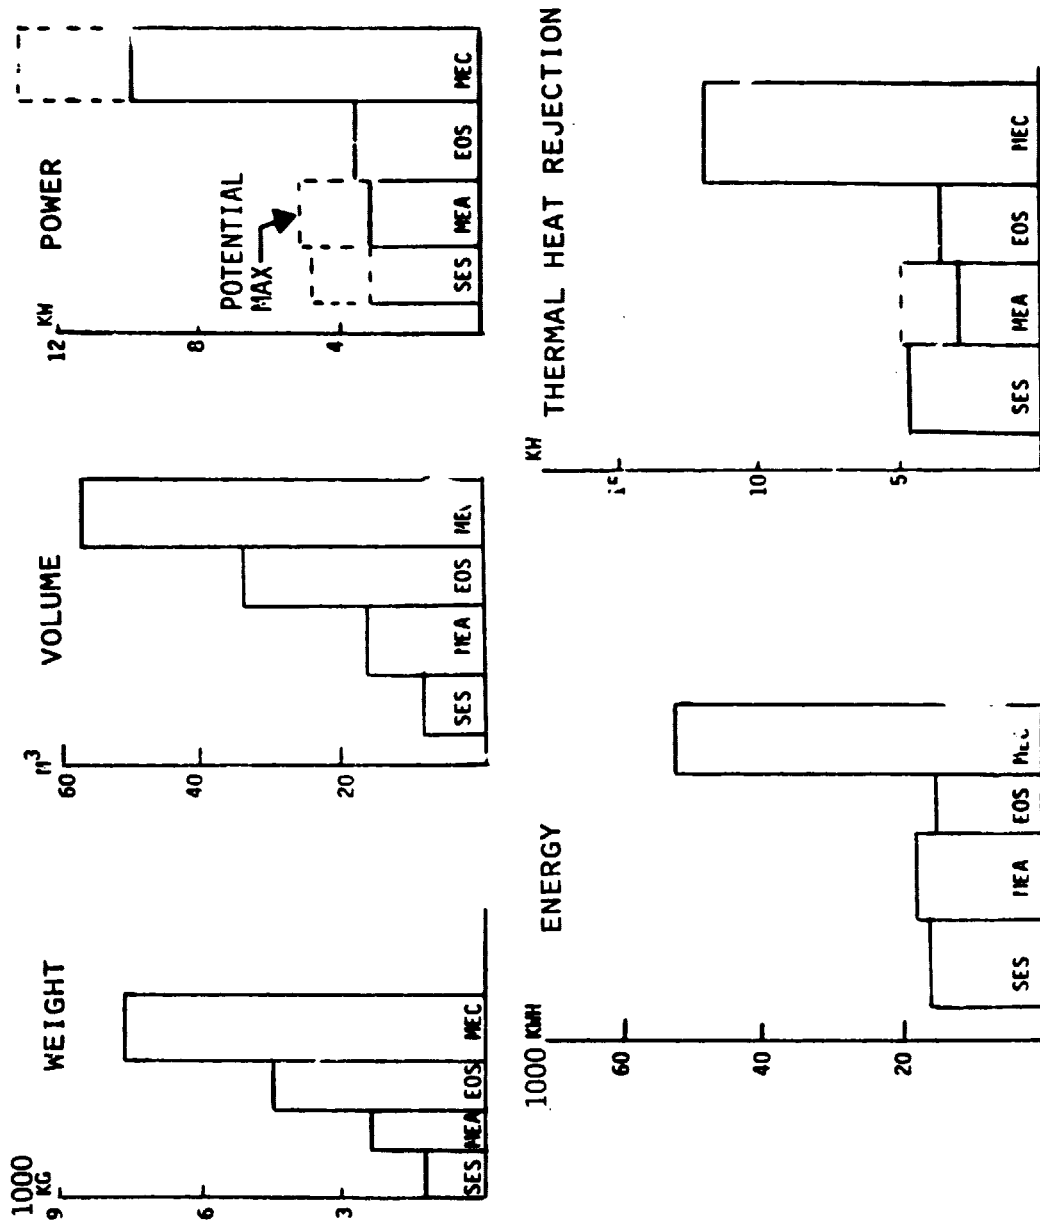 WEIGHT
1000
KG
9
6
3
SES
MEA
EOS
MEC
VOLUME
M³
60
40
20
SES
MEA
EOS
POWER
KW
12
8
4
POTENTIAL
MAX
SES
MEA
EOS
MEC
ENERGY
1000 KWH
60
40
20
SES
MEA
EOS
THERMAL HEAT REJECTION
KW
10
5
SES
MEA
EOS
MEC